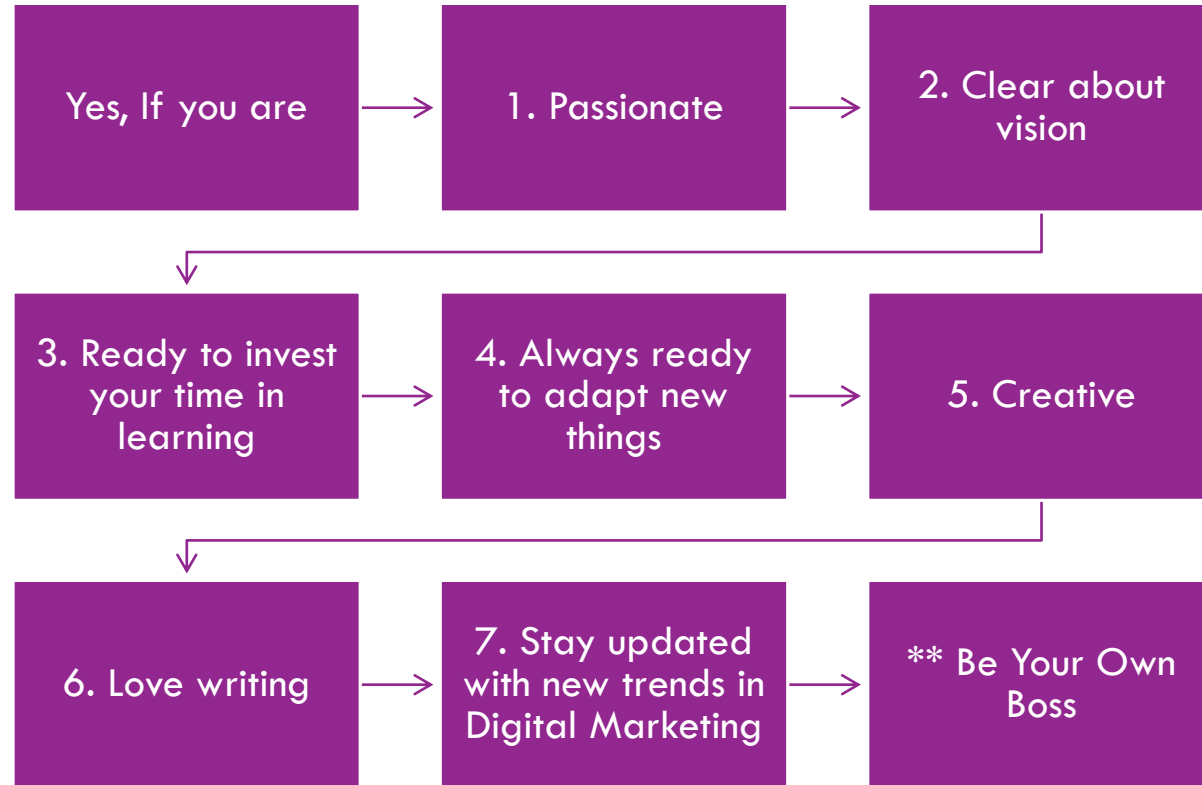 Yes, If you are
1. Passionate
2. Clear about
vision
3. Ready to invest
your time in
learning
4. Always ready
to adapt new
things
5. Creative
6. Love writing
7. Stay updated
with new trends in
Digital Marketing
** Be Your Own
Boss